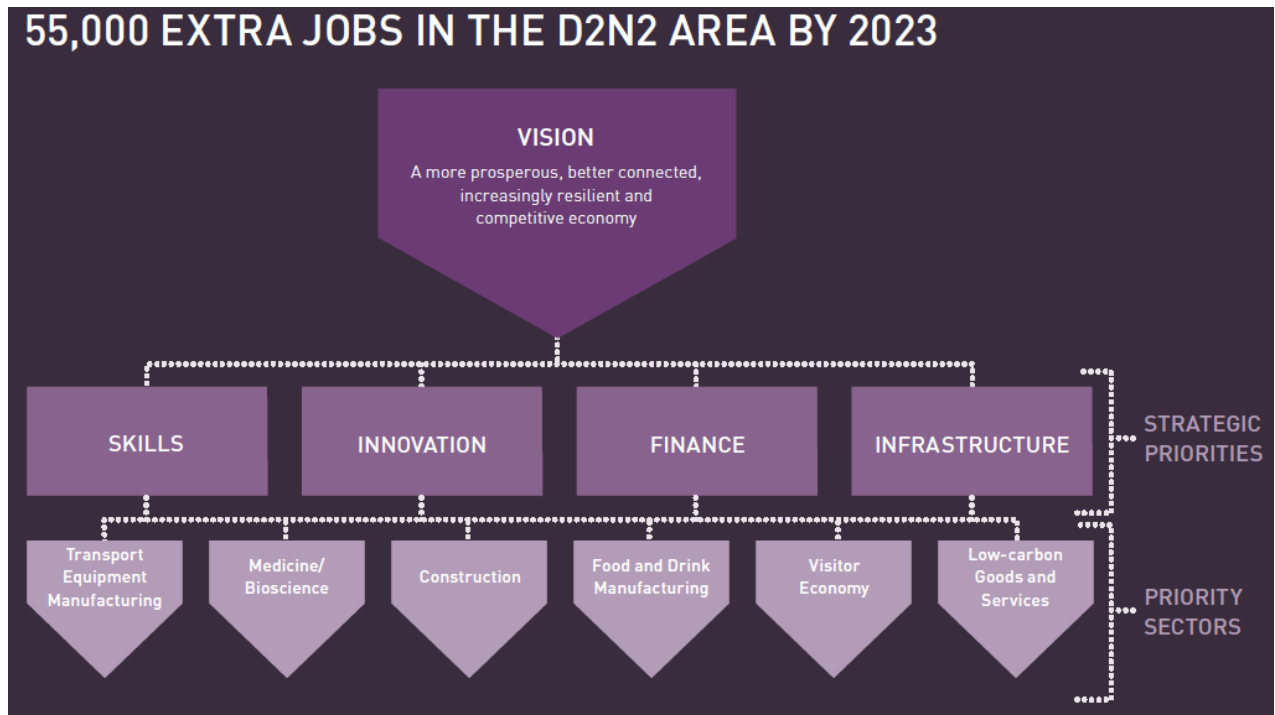 55,000 EXTRA JOBS IN THE D2N2 AREA BY 2023
VISION
A more prosperous, better connected,
increasingly resilient and
competitive economy
SKILLS
INNOVATION
FINANCE
INFRASTRUCTURE
STRATEGIC
PRIORITIES
Transport
Equipment
Manufacturing
Medicine/
Bioscience
Construction
Food and Drink
Manufacturing
Visitor
Economy
Low-carbon
Goods and
Services
PRIORITY
SECTORS